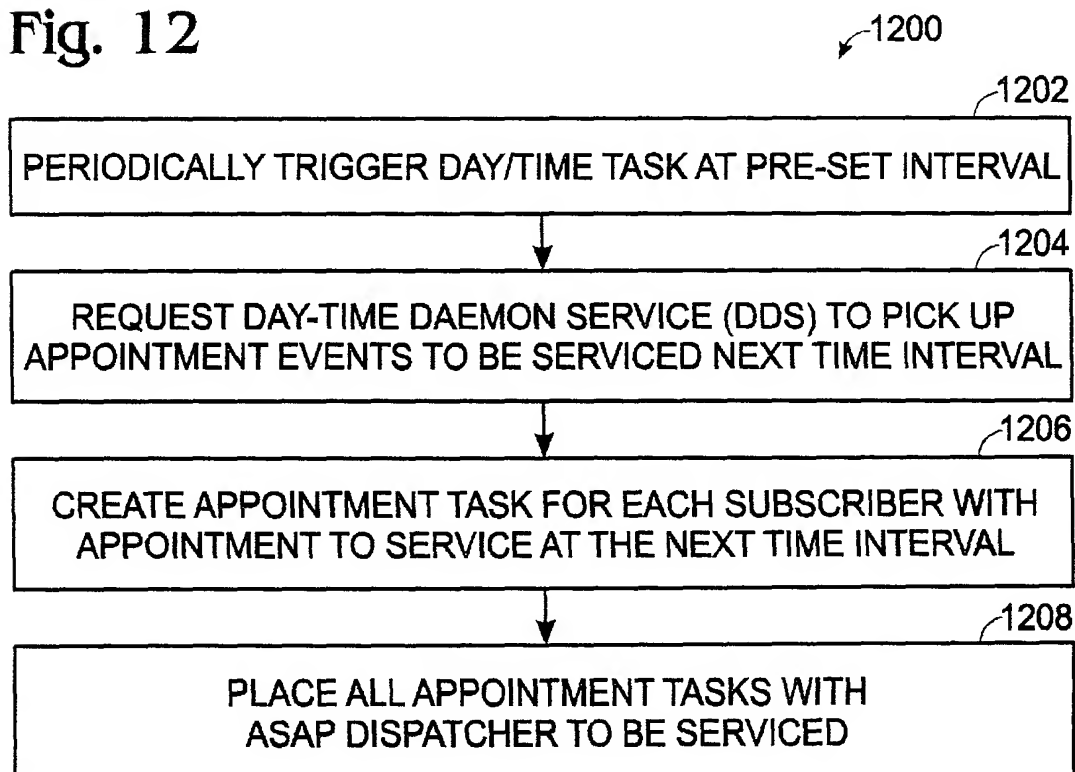 Fig. 12
1200
1202
PERIODICALLY TRIGGER DAY/TIME TASK AT PRE-SET INTERVAL
1204
REQUEST DAY-TIME DAEMON SERVICE (DDS) TO PICK UP
APPOINTMENT EVENTS TO BE SERVICED NEXT TIME INTERVAL
1206
CREATE APPOINTMENT TASK FOR EACH SUBSCRIBER WITH
APPOINTMENT TO SERVICE AT THE NEXT TIME INTERVAL
1208
PLACE ALL APPOINTMENT TASKS WITH
ASAP DISPATCHER TO BE SERVICED